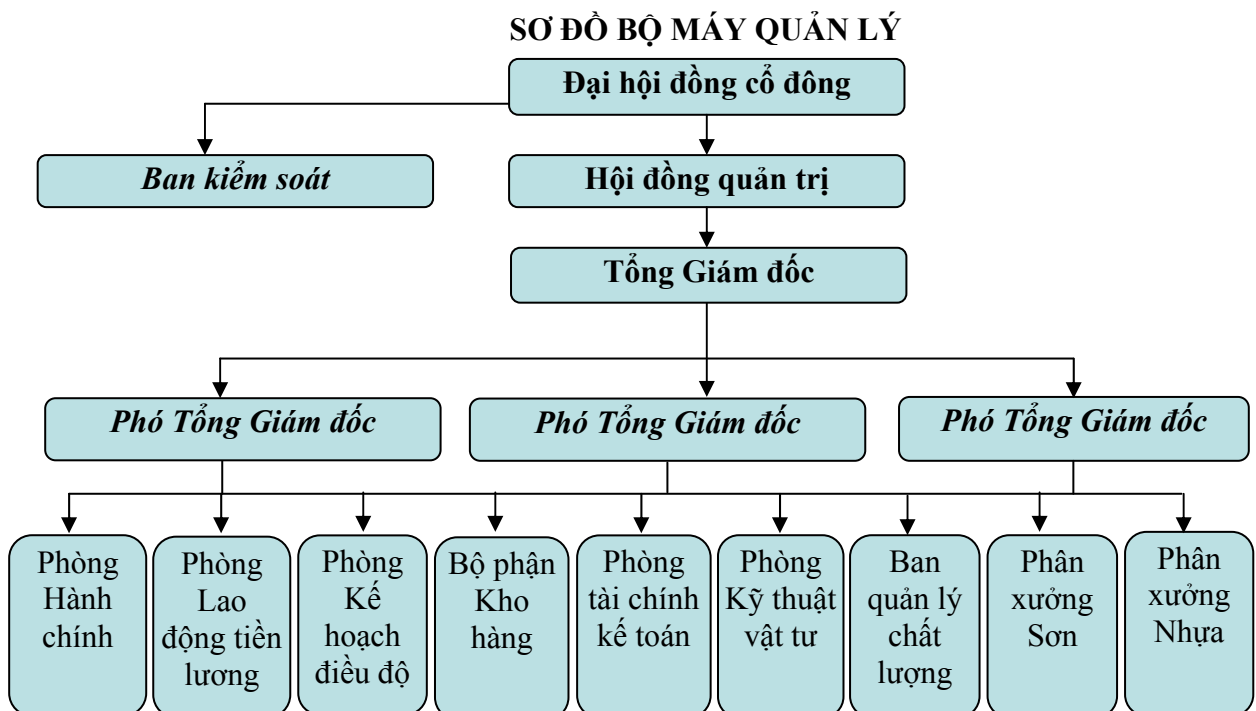 SƠ ĐỒ BỘ MÁY QUẢN LÝ
Đại hội đồng cổ đông
Ban kiểm soát
Hội đồng quản trị
Tổng Giám đốc
Phó Tổng Giám đốc
Phó Tổng Giám đốc
Phó Tổng Giám đốc
Phòng
Hành
chính
Phòng
Lao
động tiền
lương
Phòng
Kế
hoạch
điều độ
Bộ phận
Kho
hàng
Phòng
tài chính
kế toán
Phòng
Kỹ thuật
vật tư
Ban
quản lý
chất
lượng
Phân
xưởng
Sơn
Phân
xưởng
Nhựa